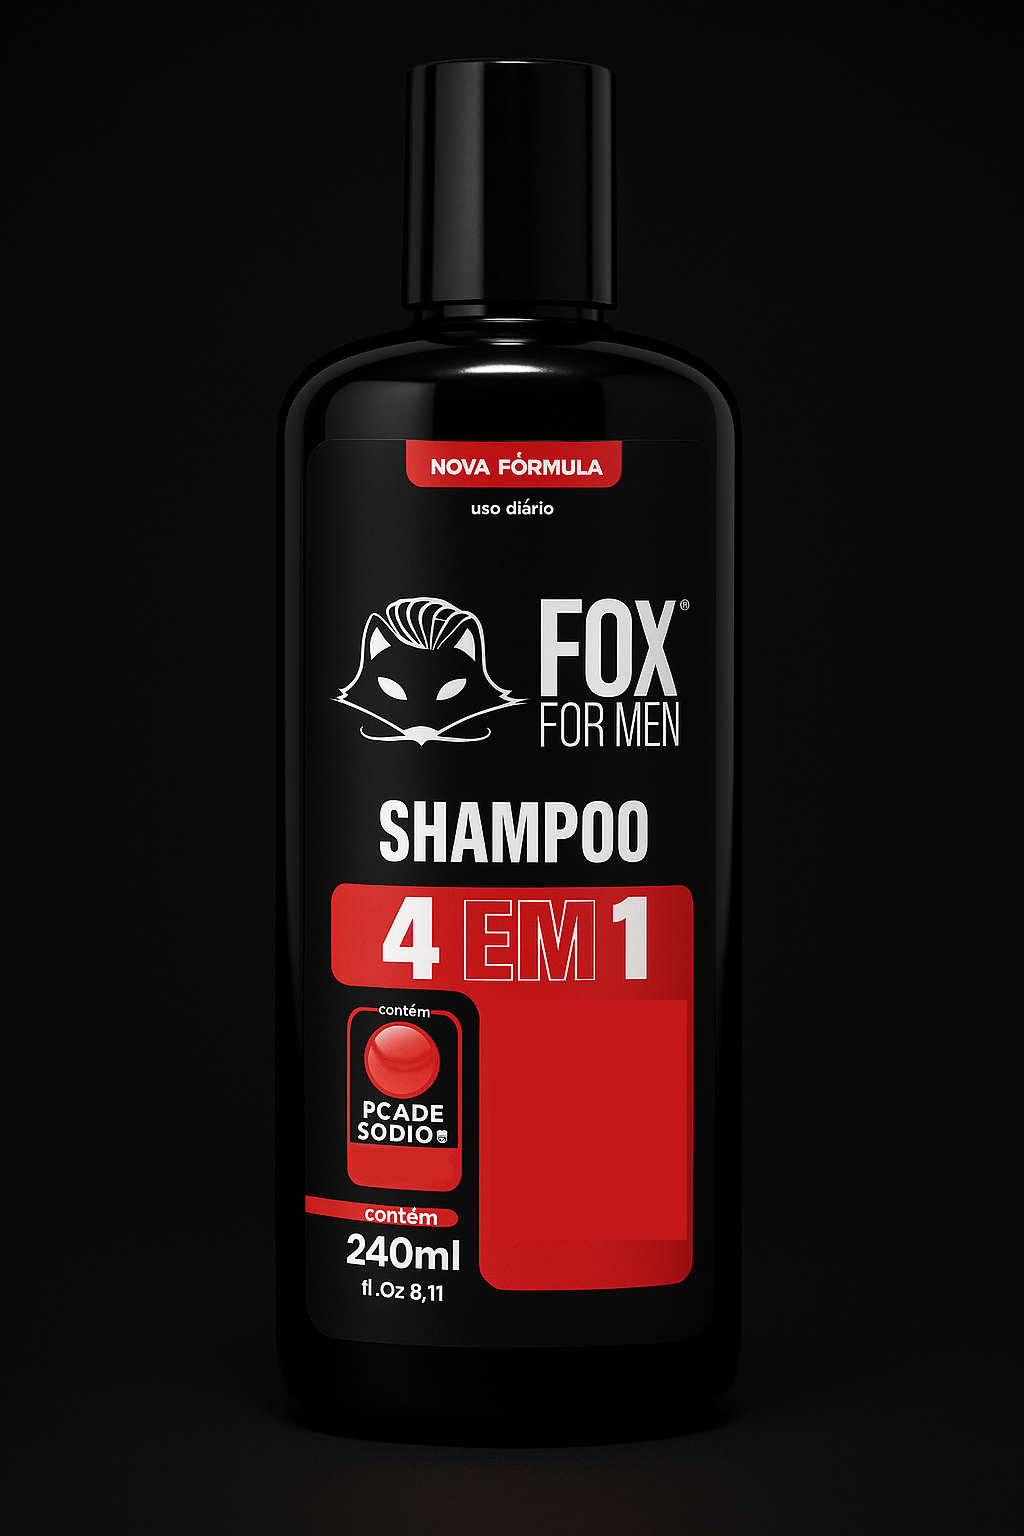 NOVA FÓRMULA
uso diário
FOX®
FOR MEN
SHAMPOO
4 EM 1
contém
PCADE
SODIO
contém
240ml
fl.Oz 8,11